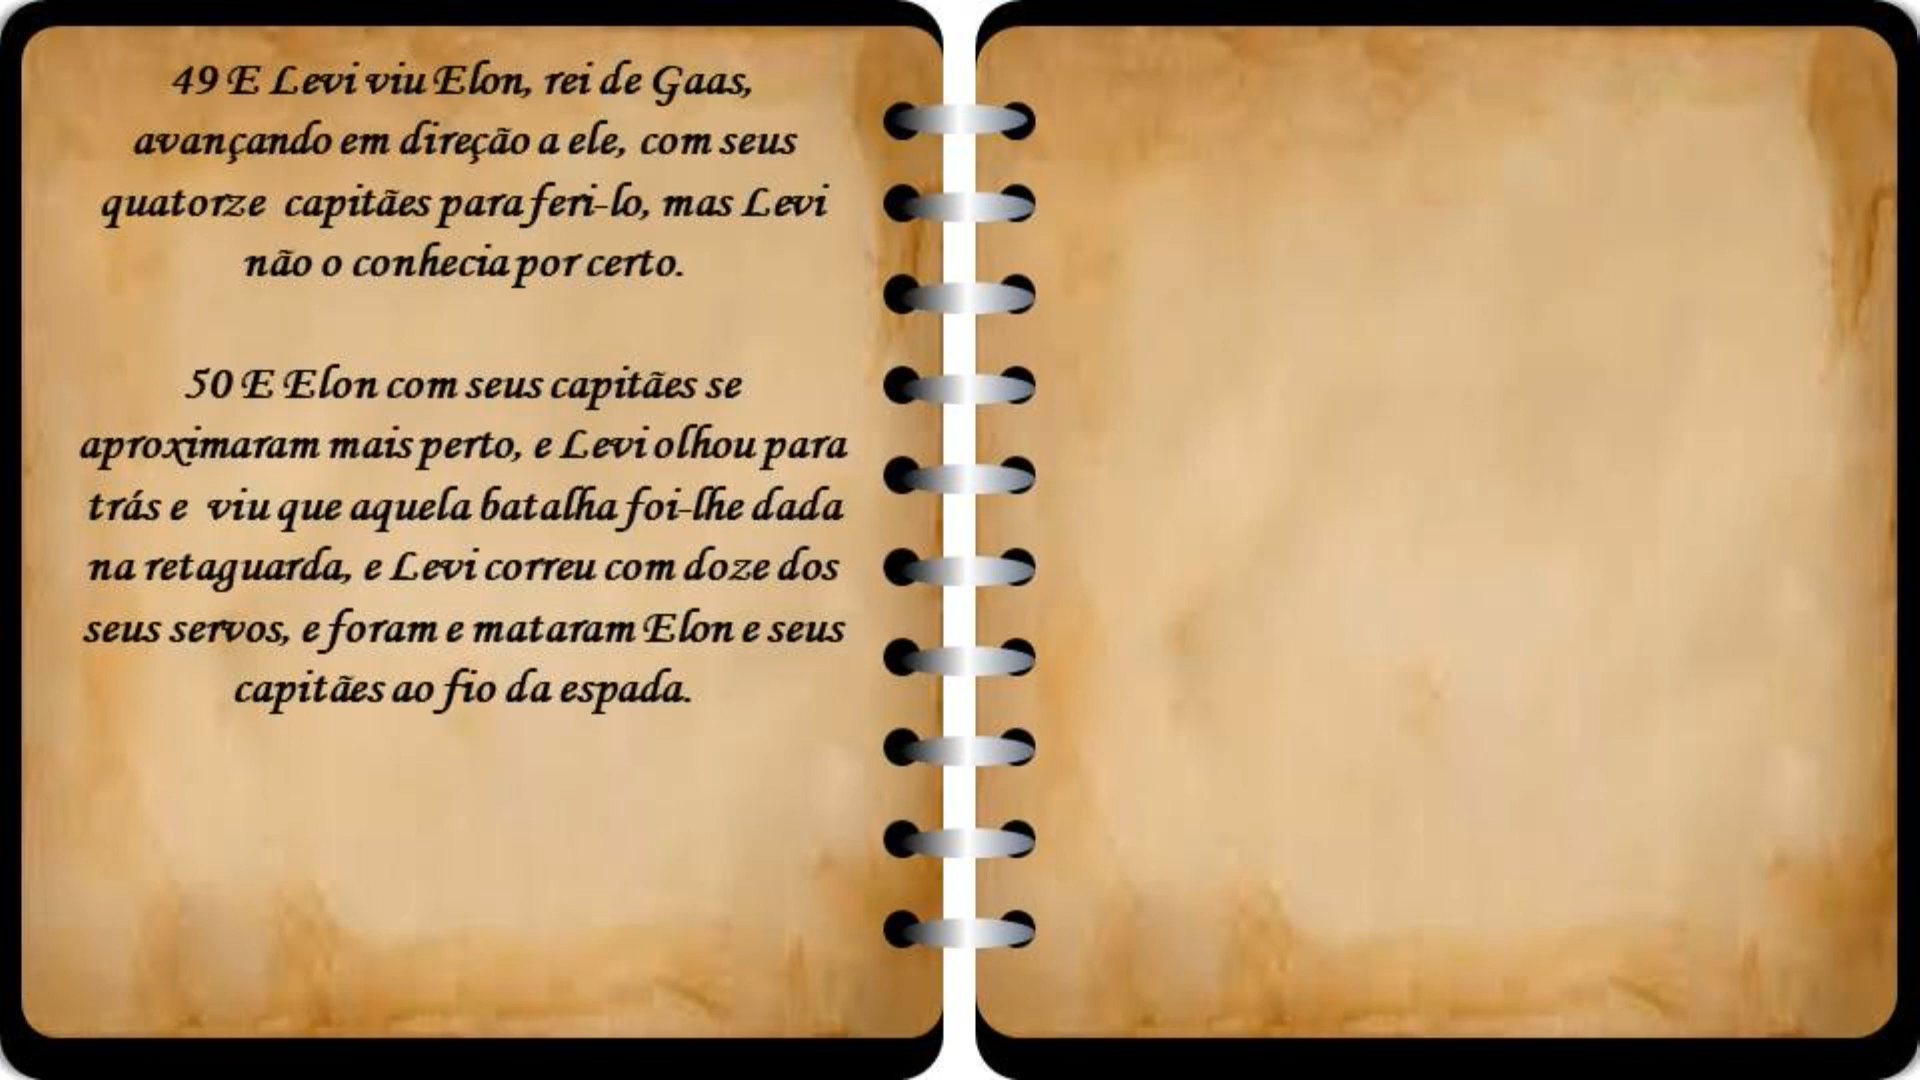 49 E Levi viu Elon, rei de Gaas,
avançando em direção a ele, com seus
quatorze capitães para feri-lo, mas Levi
não o conhecia por certo.
50 E Elon com seus capitães se
aproximaram mais perto, e Levi olhou para
trás e viu que aquela batalha foi-lhe dada
na retaguarda, e Levi correu com doze dos
seus servos, e foram e mataram Elon e seus
capitães ao fio da espada.